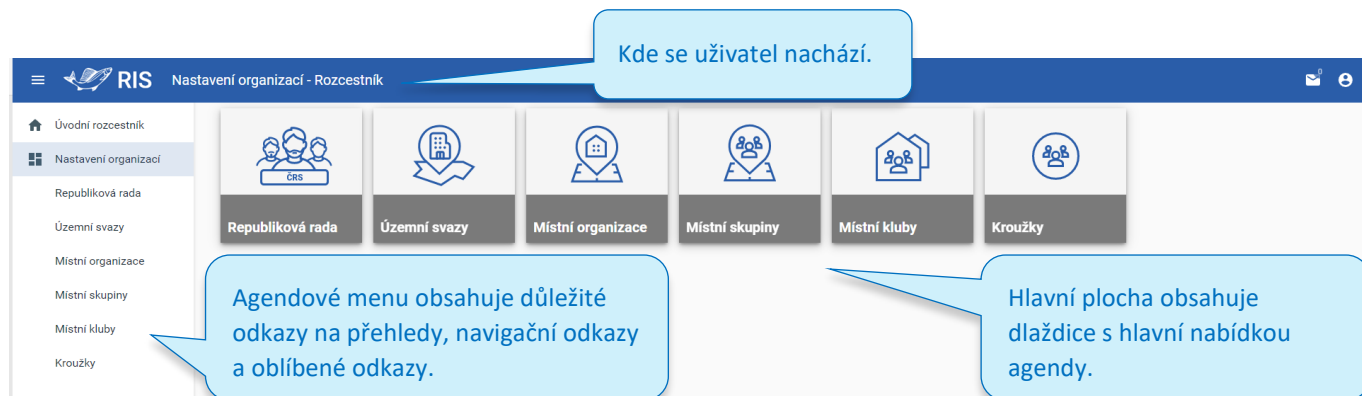 Kde se uživatel nachází.
RIS Nastavení organizací - Rozcestník
0
Úvodní rozcestník
Nastavení organizací
Republiková rada
Územní svazy
Místní organizace
Místní skupiny
Místní kluby
Kroužky
ČRS
Republiková rada
Územní svazy
Místní organizace
Místní skupiny
Místní kluby
Kroužky
Agendové menu obsahuje důležité
odkazy na přehledy, navigační odkazy
a oblíbené odkazy.
Hlavní plocha obsahuje
dlaždice s hlavní nabídkou
agendy.